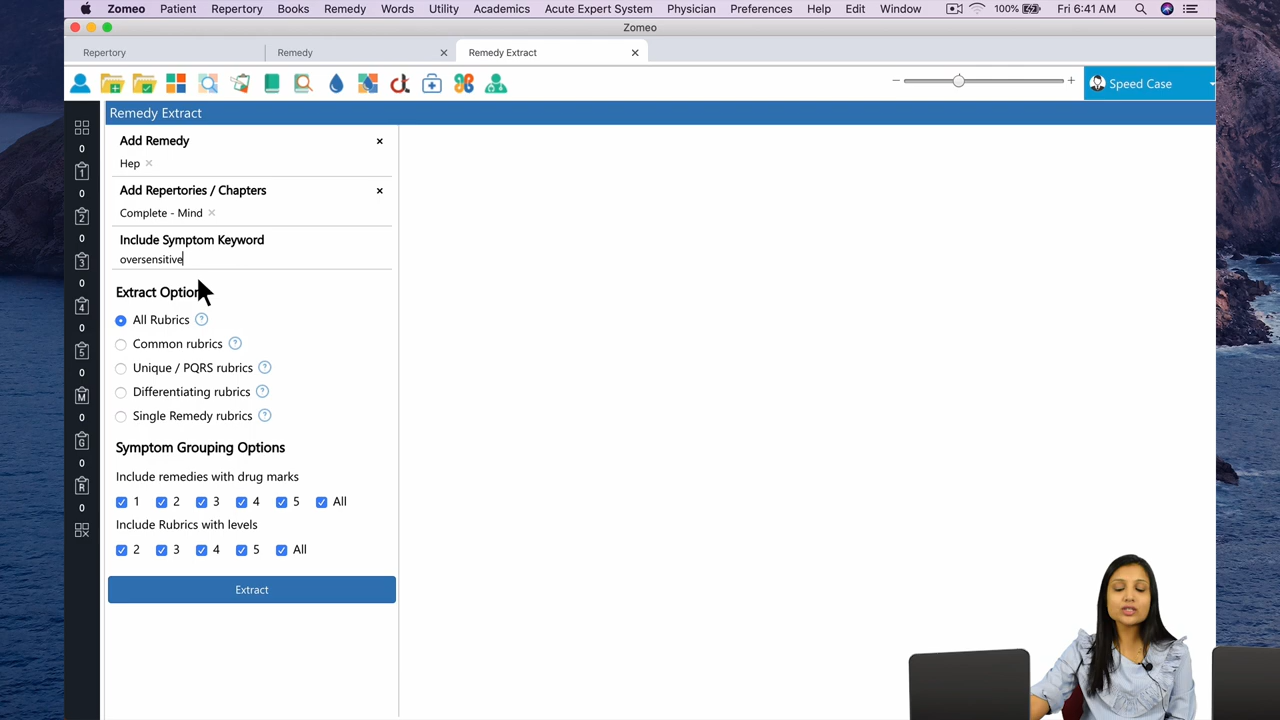 Zomeo Patient Repertory Books Remedy Words Utility Academics Acute Expert System Physician Preferences Help Edit Window 100% Fri 6:41 AM
Zomeo
Repertory Remedy × Remedy Extract ×
− + Speed Case
Remedy Extract
Add Remedy ×
Hep ×
Add Repertories / Chapters ×
Complete - Mind ×
Include Symptom Keyword
oversensitive
Extract Option
All Rubrics ?
Common rubrics ?
Unique / PQRS rubrics ?
Differentiating rubrics ?
Single Remedy rubrics ?
Symptom Grouping Options
Include remedies with drug marks
1 2 3 4 5 All
Include Rubrics with levels
2 3 4 5 All
Extract
0
1
0
2
0
3
0
4
0
5
0
M
0
G
0
R
0